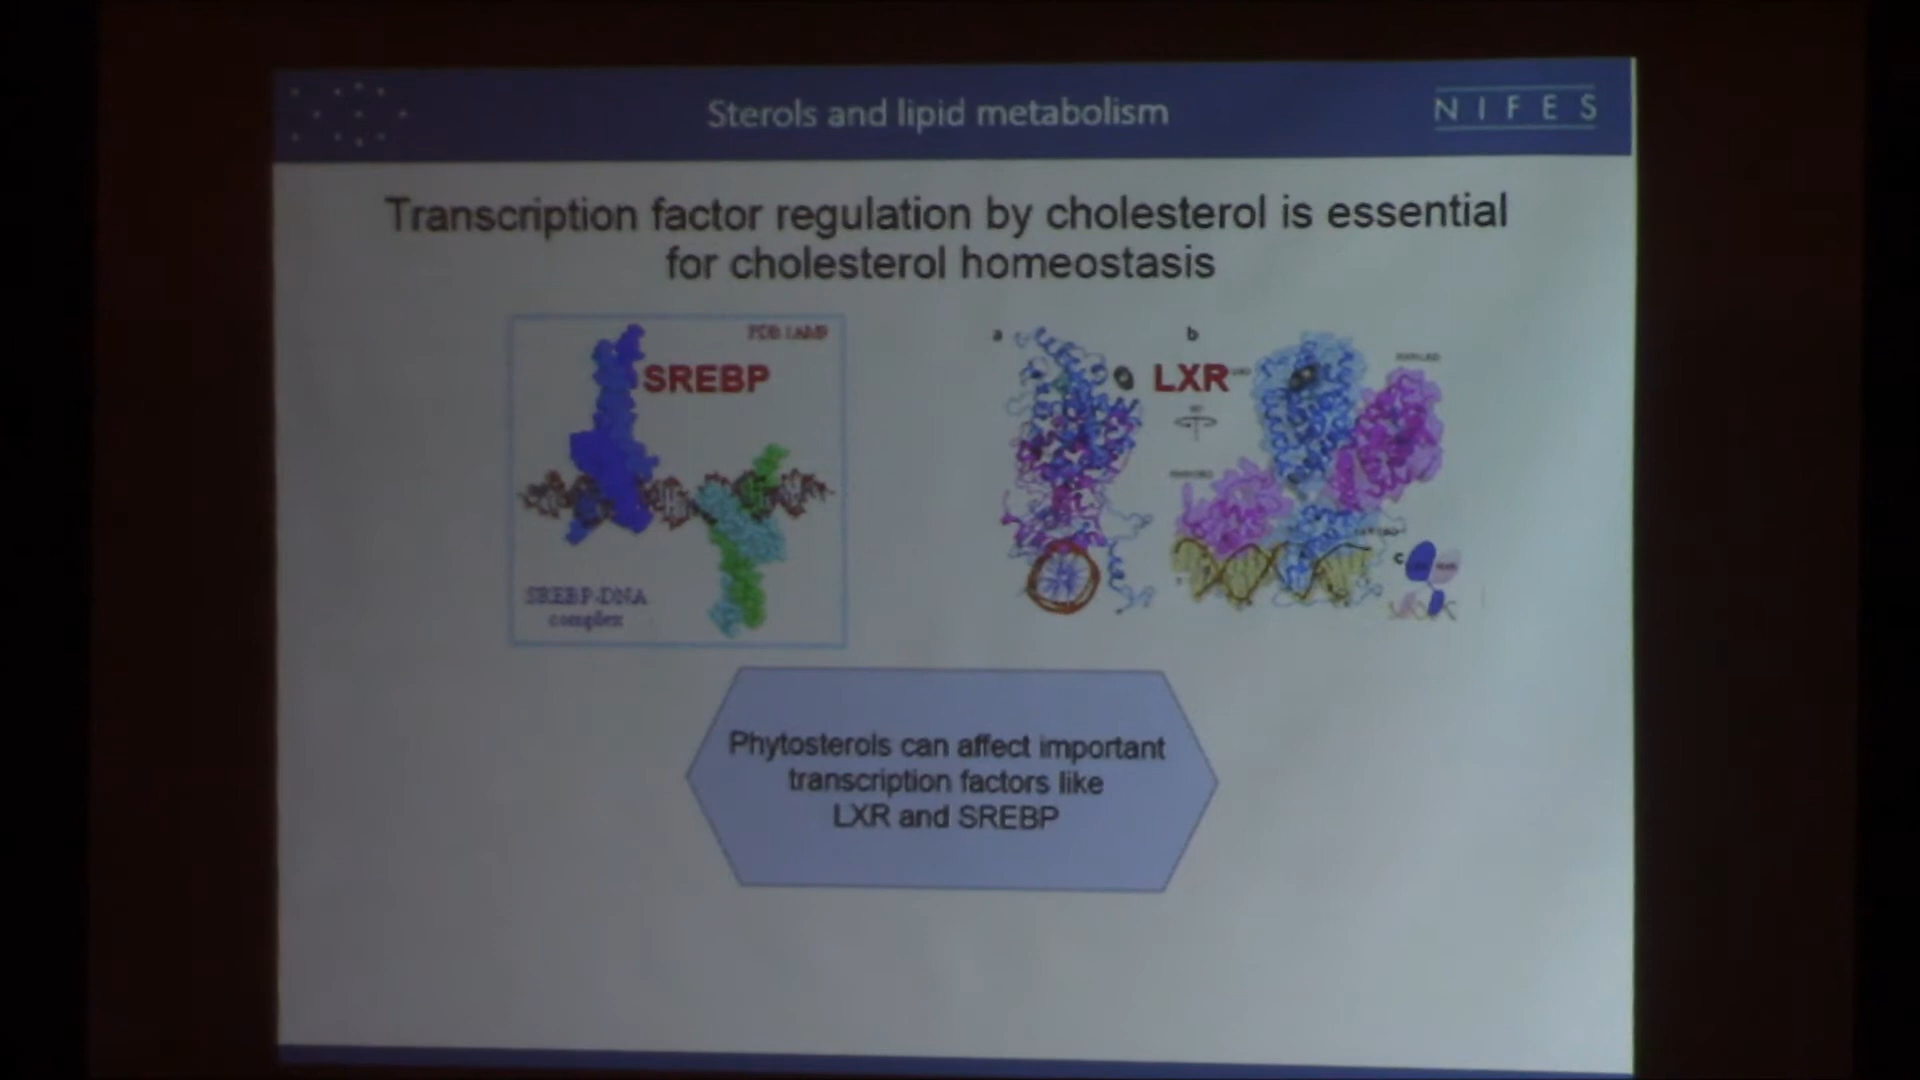 Sterols and lipid metabolism
NIFES
Transcription factor regulation by cholesterol is essential
for cholesterol homeostasis
SREBP
SREBP-DNA
complex
a
b
LXR
c
Phytosterols can affect important
transcription factors like
LXR and SREBP